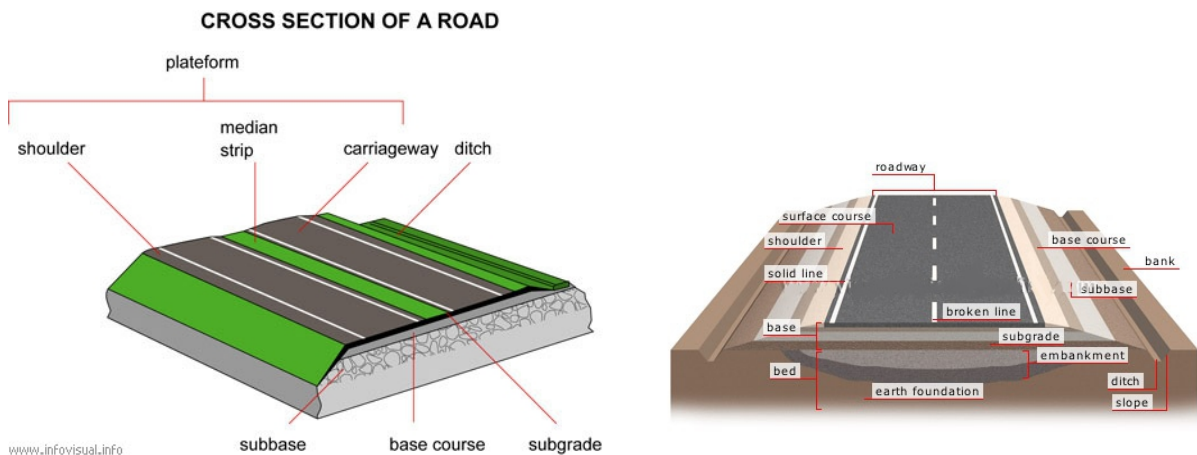 CROSS SECTION OF A ROAD
plateform
shoulder
median
strip
carriageway
ditch
subbase
base course
subgrade
www.infovisual.info
roadway
surface course
shoulder
base course
bank
solid line
subbase
broken line
base
subgrade
embankment
bed
ditch
earth foundation
slope